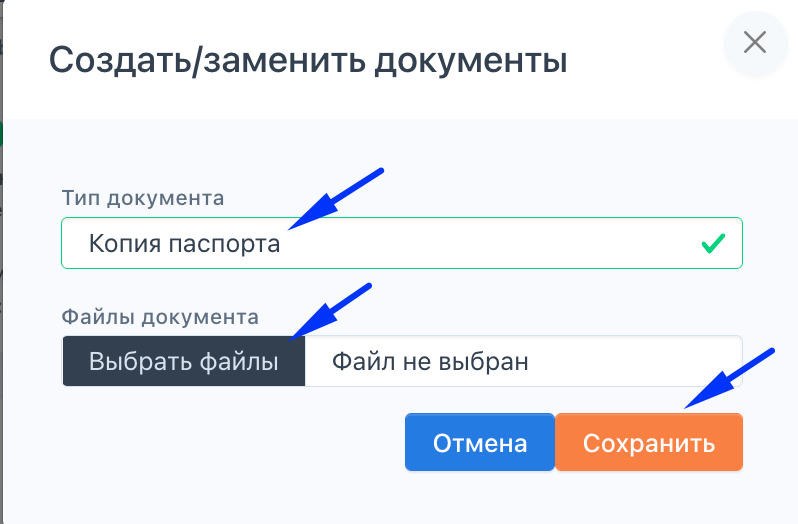 Создать/заменить документы
Тип документа
Копия паспорта
Файлы документа
Выбрать файлы Файл не выбран
Отмена Сохранить